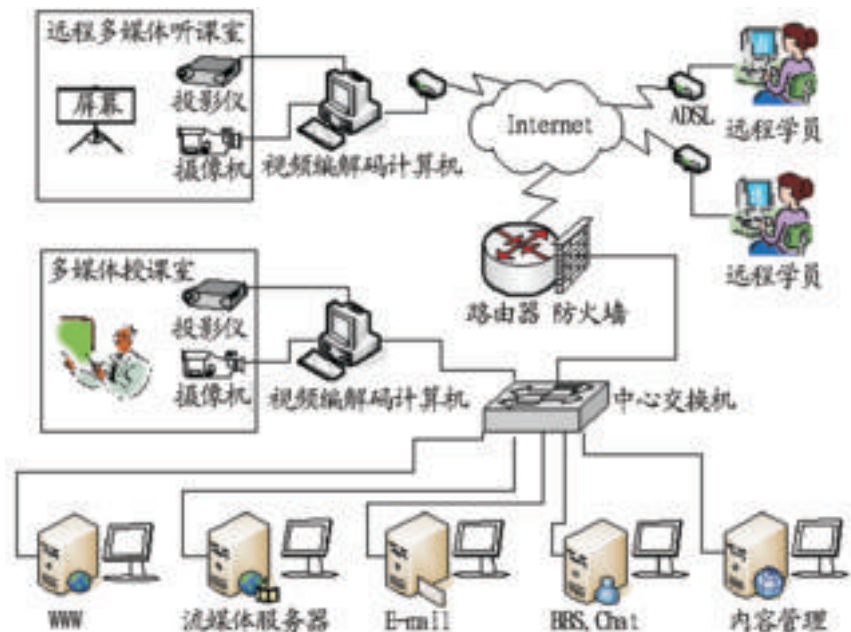 远程多媒体听课室
屏幕
投影仪
摄像机
视频编解码计算机
Internet
ADSL
远程学员
远程学员
多媒体授课室
投影仪
摄像机
视频编解码计算机
路由器 防火墙
中心交换机
WWW
流媒体服务器
E-mail
BBS,Chat
内容管理